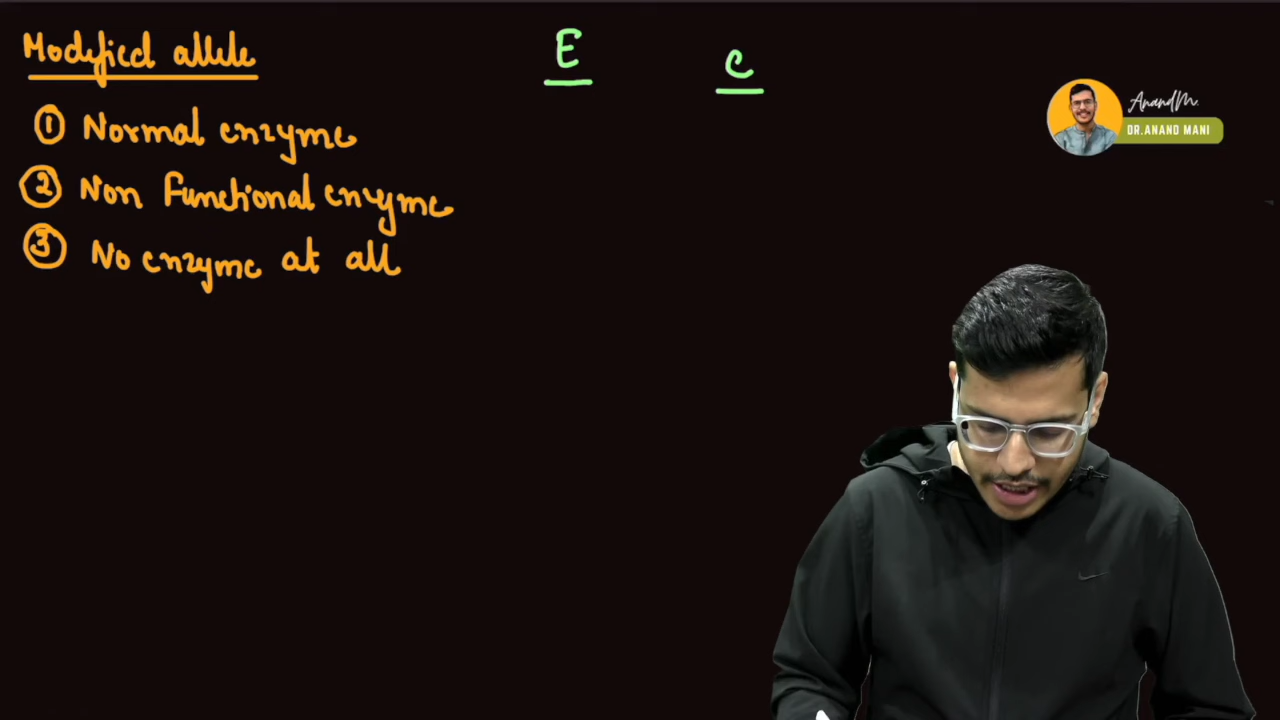 Modified allele
① Normal enzyme
② Non functional enzyme
③ No enzyme at all
E
e
AnandM.
DR.ANAND MANI